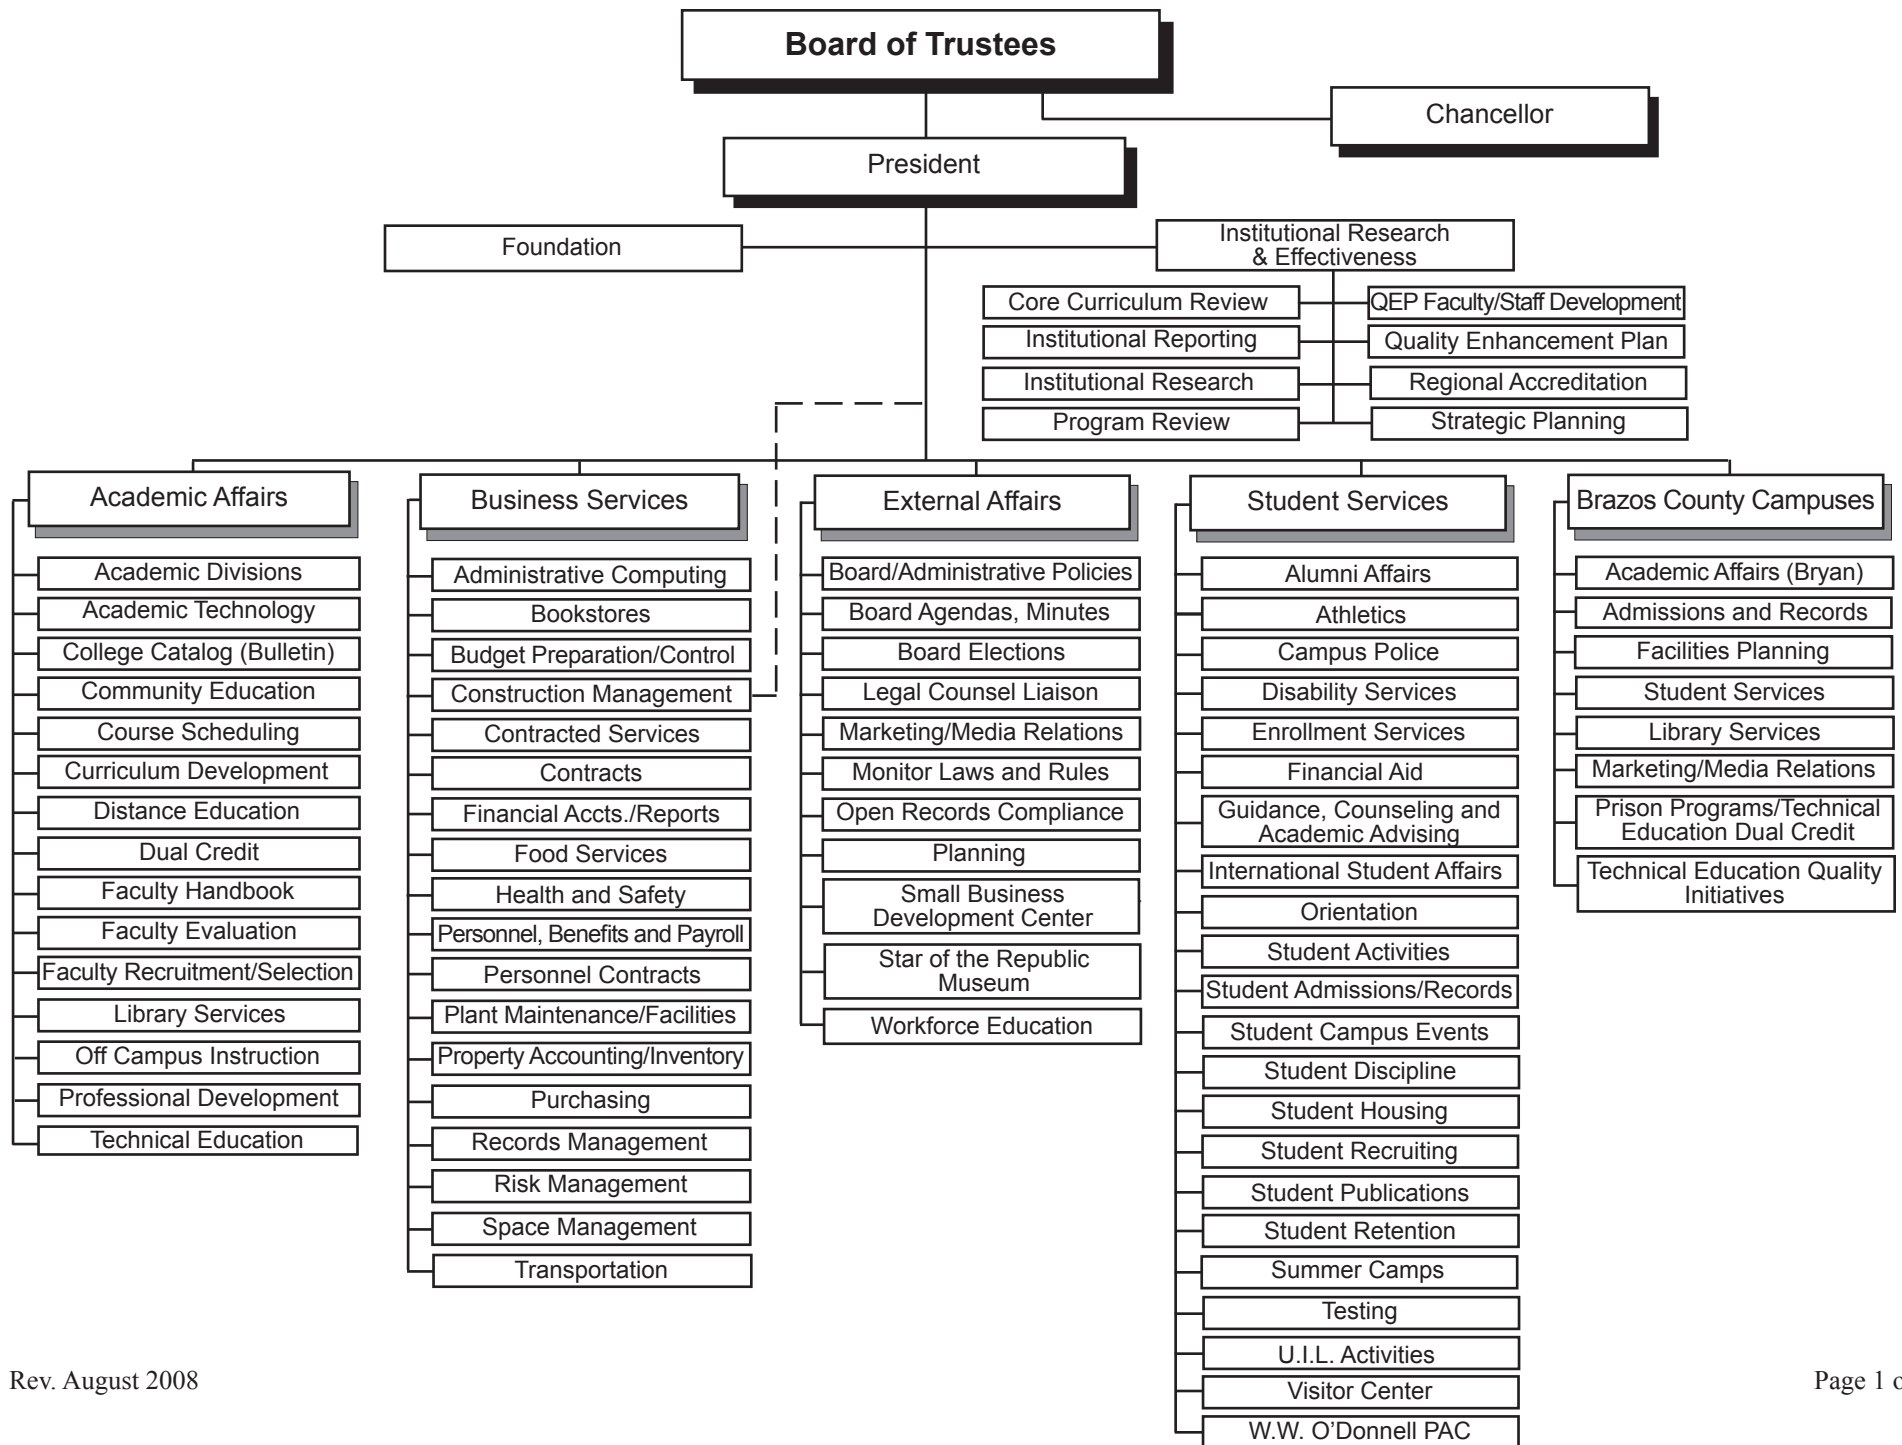 Board of Trustees
Chancellor
President
Foundation
Institutional Research
& Effectiveness
Core Curriculum Review
QEP Faculty/Staff Development
Institutional Reporting
Quality Enhancement Plan
Institutional Research
Regional Accreditation
Program Review
Strategic Planning
Academic Affairs
Academic Divisions
Academic Technology
College Catalog (Bulletin)
Community Education
Course Scheduling
Curriculum Development
Distance Education
Dual Credit
Faculty Handbook
Faculty Evaluation
Faculty Recruitment/Selection
Library Services
Off Campus Instruction
Professional Development
Technical Education
Business Services
Administrative Computing
Bookstores
Budget Preparation/Control
Construction Management
Contracted Services
Contracts
Financial Accts./Reports
Food Services
Health and Safety
Personnel, Benefits and Payroll
Personnel Contracts
Plant Maintenance/Facilities
Property Accounting/Inventory
Purchasing
Records Management
Risk Management
Space Management
Transportation
External Affairs
Board/Administrative Policies
Board Agendas, Minutes
Board Elections
Legal Counsel Liaison
Marketing/Media Relations
Monitor Laws and Rules
Open Records Compliance
Planning
Small Business
Development Center
Star of the Republic
Museum
Workforce Education
Student Services
Alumni Affairs
Athletics
Campus Police
Disability Services
Enrollment Services
Financial Aid
Guidance, Counseling and
Academic Advising
International Student Affairs
Orientation
Student Activities
Student Admissions/Records
Student Campus Events
Student Discipline
Student Housing
Student Recruiting
Student Publications
Student Retention
Summer Camps
Testing
U.I.L. Activities
Visitor Center
W.W. O’Donnell PAC
Brazos County Campuses
Academic Affairs (Bryan)
Admissions and Records
Facilities Planning
Student Services
Library Services
Marketing/Media Relations
Prison Programs/Technical
Education Dual Credit
Technical Education Quality
Initiatives
Rev. August 2008
Page 1